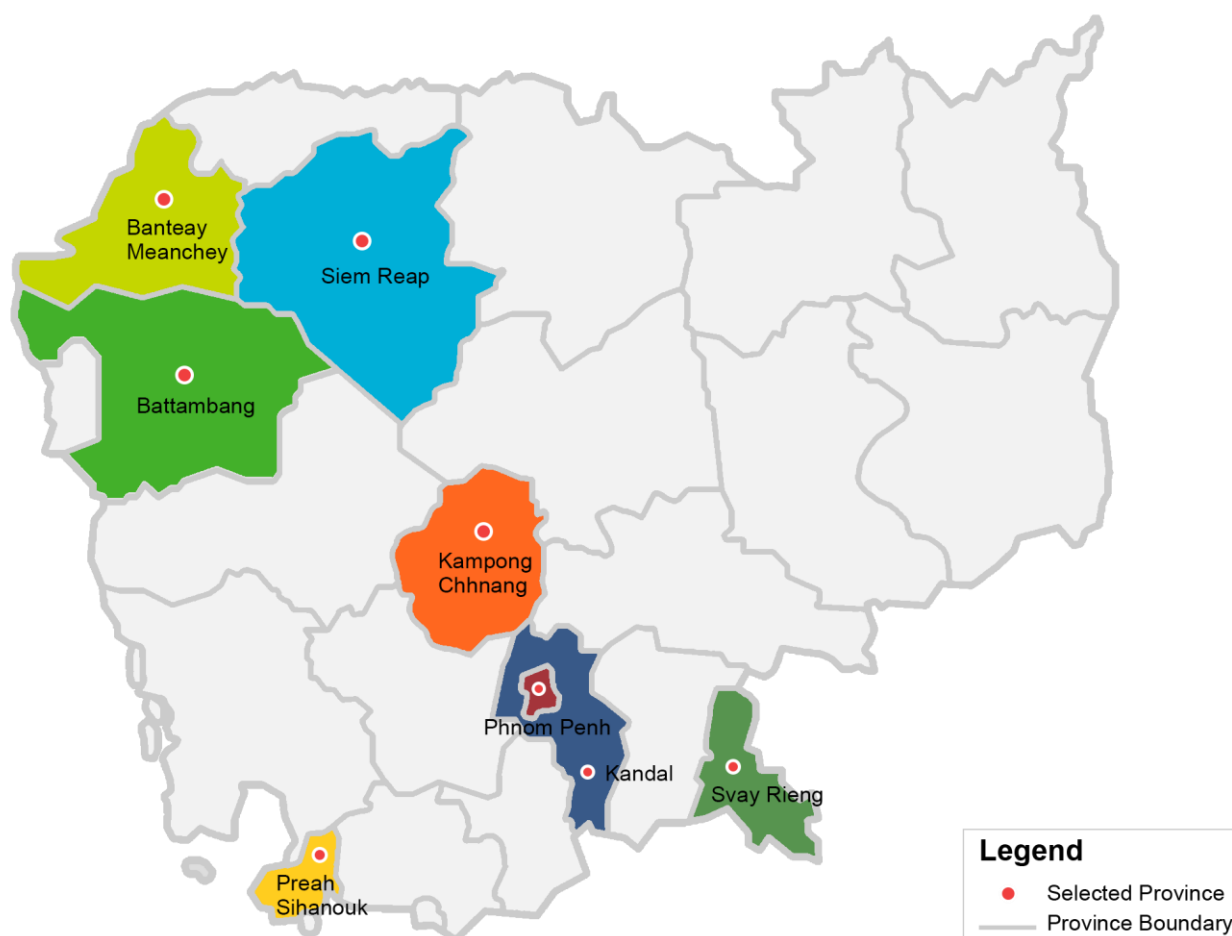 Banteay
Meanchey
Siem Reap
Battambang
Kampong
Chhnang
Phnom Penh
Kandal
Svay Rieng
Preah
Sihanouk
Legend
Selected Province
Province Boundary